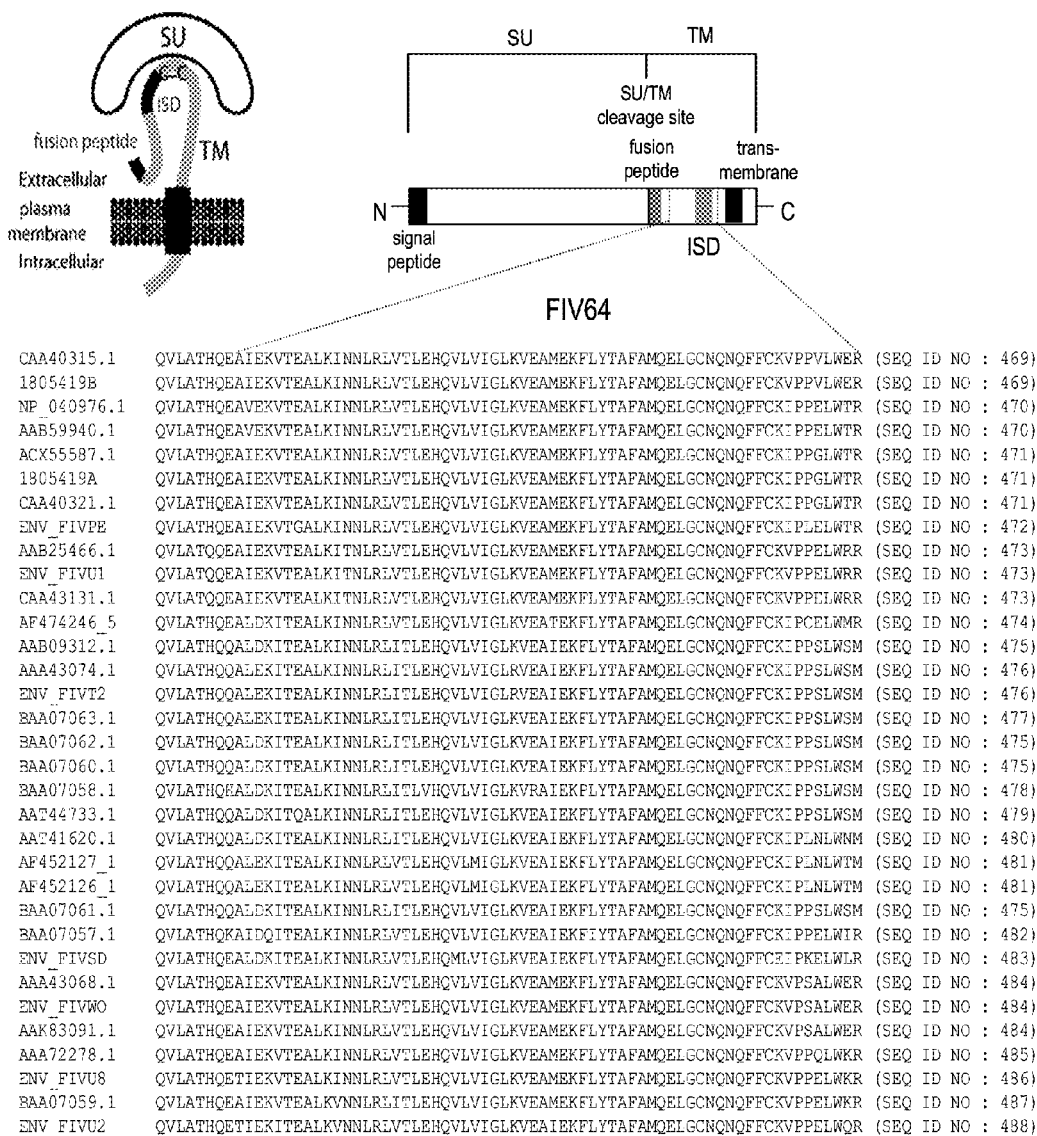 SU
ISD
fusion peptide
TM
Extracellular
plasma
membrane
Intracellular
SU
TM
SU/TM
cleavage site
fusion
peptide
trans-
membrane
N
C
signal
peptide
ISD
FIV64
CAA40315.1 QVLATHQEAIEKVTEALKINNLRLVTLEHQVLVIGLKVEAMEKFLYTAFAMQELGCNQNQFFCKVPPVLWER (SEQ ID NO : 469)
1805419B QVLATHQEAIEKVTEALKINNLRLVTLEHQVLVIGLKVEAMEKFLYTAFAMQELGCNQNQFFCKVPPVLWER (SEQ ID NO : 469)
NP_040976.1 QVLATHQEAVEKVTEALKINNLRLVTLEHQVLVIGLKVEAMEKFLYTAFAMQELGCNQNQFFCKIPPELWTR (SEQ ID NO : 470)
AAB59940.1 QVLATHQEAVEKVTEALKINNLRLVTLEHQVLVIGLKVEAMEKFLYTAFAMQELGCNQNQFFCKIPPELWTR (SEQ ID NO : 470)
ACX55587.1 QVLATHQEAIEKVTEALKINNLRLVTLEHQVLVIGLKVEAMEKFLYTAFAMQELGCNQNQFFCKIPPGLWTR (SEQ ID NO : 471)
1805419A QVLATHQEAIEKVTEALKINNLRLVTLEHQVLVIGLKVEAMEKFLYTAFAMQELGCNQNQFFCKIPPGLWTR (SEQ ID NO : 471)
CAA40321.1 QVLATHQEAIEKVTEALKINNLRLVTLEHQVLVIGLKVEAMEKFLYTAFAMQELGCNQNQFFCKIPPGLWTR (SEQ ID NO : 471)
ENV_FIVPE QVLATHQEAIEKVTGALKINNLRLVTLEHQVLVIGLKVEAMEKFLYTAFAMQELGCNQNQFFCKIPLELWTR (SEQ ID NO : 472)
AAB25466.1 QVLATQQEAIEKVTEALKITNLRLVTLEHQVLVIGLKVEAMEKFLYTAFAMQELGCNQNQFFCKVPPELWRR (SEQ ID NO : 473)
ENV_FIVU1 QVLATQQEAIEKVTEALKITNLRLVTLEHQVLVIGLKVEAMEKFLYTAFAMQELGCNQNQFFCKVPPELWRR (SEQ ID NO : 473)
CAA43131.1 QVLATQQEAIEKVTEALKITNLRLVTLEHQVLVIGLKVEAMEKFLYTAFAMQELGCNQNQFFCKVPPELWRR (SEQ ID NO : 473)
AF474246_5 QVLATHQEALDKITEALKINNLRLVTLEHQVLVIGLKVEATEKFLYTAFAMQELGCNQNQFFCKIPCELWMR (SEQ ID NO : 474)
AAB09312.1 QVLATHQQALDKITEALKINNLRLITLEHQVLVIGLKVEAIEKFLYTAFAMQELGCNQNQFFCKIPPSLWSM (SEQ ID NO : 475)
AAA43074.1 QVLATHQQALEKITEALKINNLRLITLEHQVLVIGLRVEAIEKFLYTAFAMQELGCNQNQFFCKIPPSLWSM (SEQ ID NO : 476)
ENV_FIVT2 QVLATHQQALEKITEALKINNLRLITLEHQVLVIGLRVEAIEKFLYTAFAMQELGCNQNQFFCKIPPSLWSM (SEQ ID NO : 476)
BAA07063.1 QVLATHQQALEKITEALKINNLRLITLEHQVLVIGLKVEAIEKFLYTAFAMQELGCHQNQFFCKIPPSLWSM (SEQ ID NO : 477)
BAA07062.1 QVLATHQQALDKITEALKINNLRLITLEHQVLVIGLKVEAIEKFLYTAFAMQELGCNQNQFFCKIPPSLWSM (SEQ ID NO : 475)
BAA07060.1 QVLATHQQALDKITEALKINNLRLITLEHQVLVIGLKVEAIEKFLYTAFAMQELGCNQNQFFCKIPPSLWSM (SEQ ID NO : 475)
BAA07058.1 QVLATHQKALDKITEALKINNLRLITLVHQVLVIGLKVRAIEKPLYTAFAMQELGCNQNQFFCKIPPSLWSM (SEQ ID NO : 478)
AAT44733.1 QVLATHQQALDKITQALKINNLRLITLEHQVLVIGLKVEAIEKFLYTAFAMQELGCNQNQFFCKIPPSLWSM (SEQ ID NO : 479)
AAT41620.1 QVLATHQQALDKITEALKINNLRLITLEHQVLVIGLKVEAIEKFLYTAFAMQELGCNQNQFFCKIPLNLWNM (SEQ ID NO : 480)
AF452127_1 QVLATHQQALEKITEALKINNLRLVTLEHQVLMIGLKVEAIEKFLYTAFAMQELGCNQNQFFCKIPLNLWTM (SEQ ID NO : 481)
AF452126_1 QVLATHQQALEKITEALKINNLRLVTLEHQVLMIGLKVEAIEKFLYTAFAMQELGCNQNQFFCKIPLNLWTM (SEQ ID NO : 481)
BAA07061.1 QVLATHQQALDKITEALKINNLRLITLEHQVLVIGLKVEAIEKFLYTAFAMQELGCNQNQFFCKIPPSLWSM (SEQ ID NO : 475)
BAA07057.1 QVLATHQKAIDQITEALKINNLRLVTLEHQVLVIGLKVEAIEKFIYTAFAMQELGCNQNQFFCKIPPELWIR (SEQ ID NO : 482)
ENV_FIVSD QVLATHQEALDKITEALKINNLRLVTLEHQMLVIGLKVEAIEKFLYTAFAMQELGCNQNQFFCEIPKELWLR (SEQ ID NO : 483)
AAA43068.1 QVLATHQEAIEKVTEALKINNLRLVTLEHQVLVIGLKVEAMEKFLYTAFAMQELGCNQNQFFCKVPSALWER (SEQ ID NO : 484)
ENV_FIVWO QVLATHQEAIEKVTEALKINNLRLVTLEHQVLVIGLKVEAMEKFLYTAFAMQELGCNQNQFFCKVPSALWER (SEQ ID NO : 484)
AAK83091.1 QVLATHQEAIEKVTEALKINNLRLVTLEHQVLVIGLKVEAMEKFLYTAFAMQELGCNQNQFFCKVPSALWER (SEQ ID NO : 484)
AAA72278.1 QVLATHQEAIEKVTEALKINNLRLVTLEHQVLVIGLKVEAMEKFLYTAFAMQELGCNQNQFFCKVPPQLWKR (SEQ ID NO : 485)
ENV_FIVU8 QVLATHQETIEKVTEALKINNLRLVTLEHQVLVIGLKVEAMEKFLYTAFAMQELGCNQNQFFCKVPPELWKR (SEQ ID NO : 486)
BAA07059.1 QVLATHQEAIEKVTEALKVNNLRLITLEHQVLVIGLKVEAMEKFLYTAFAMQELGCNQNQFFCKVPPELWKR (SEQ ID NO : 487)
ENV_FIVU2 QVLATHQETIEKVTEALKVNNLRLVTLEHQVLVIGLKVEAMEKFLYTAFAMQELGCNQNQFFCKVPPELWQR (SEQ ID NO : 488)